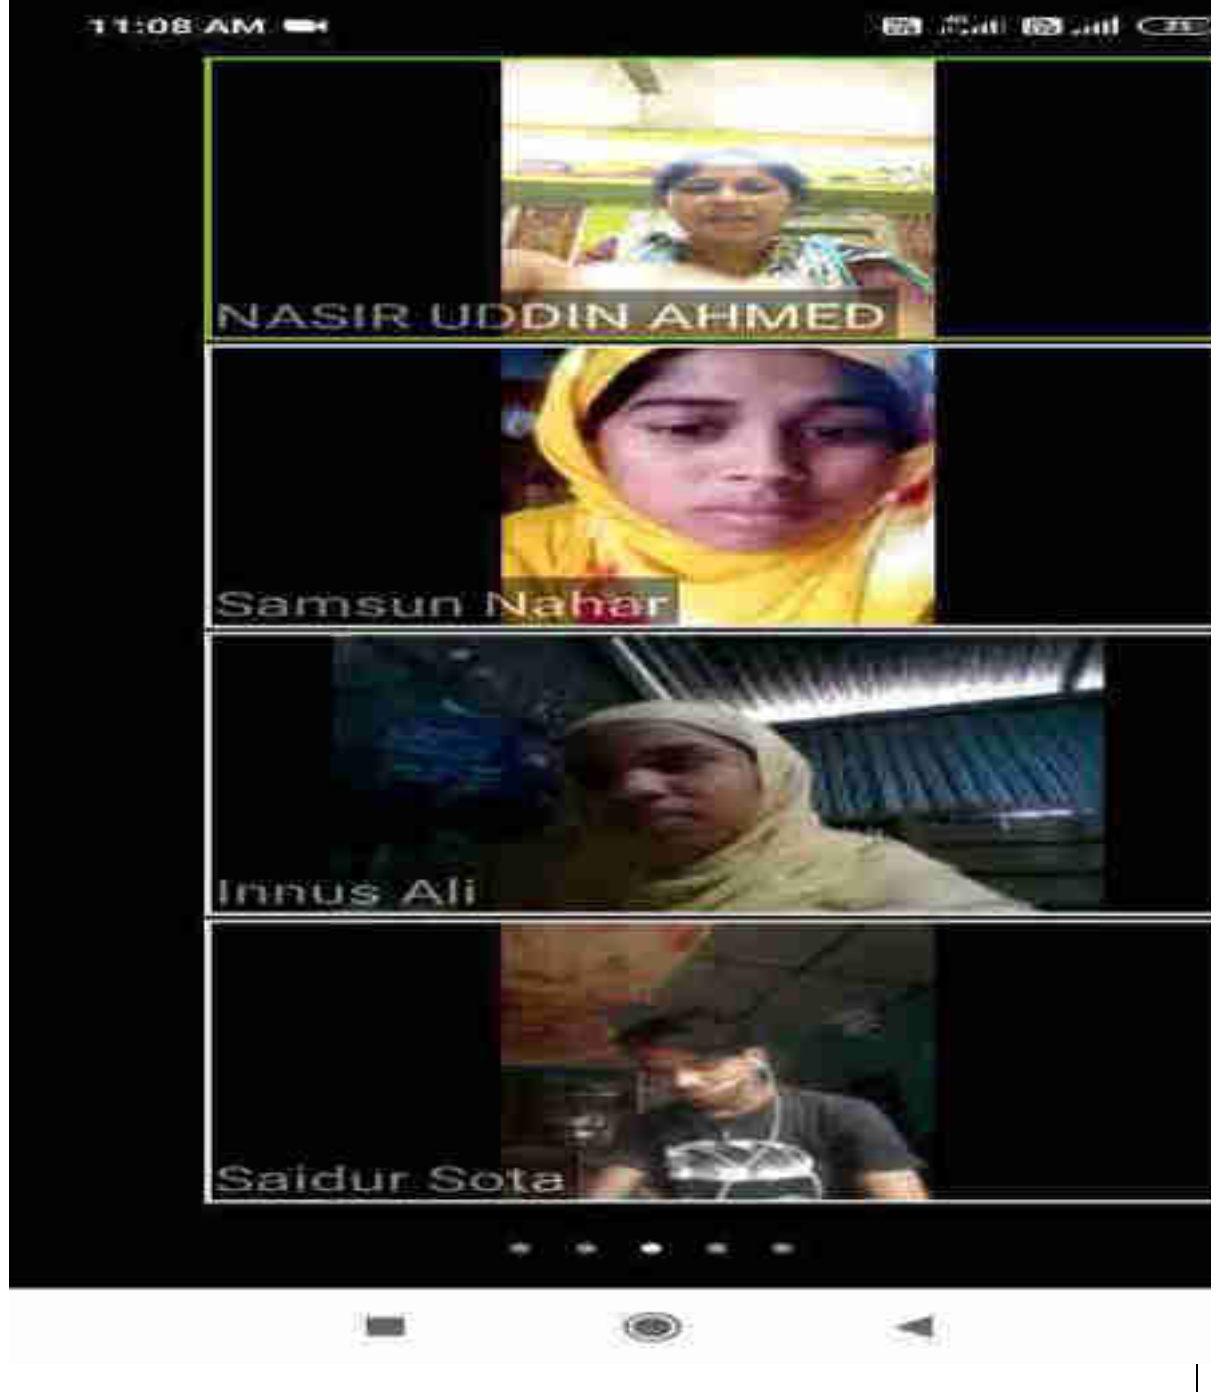 11:08 AM
NASIR UDDIN AHMED
Samsun Nahar
Innus Ali
Saidur Sota